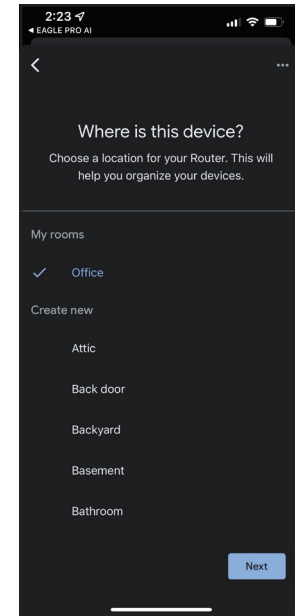 2:23
◀ EAGLE PRO AI
Where is this device?
Choose a location for your Router. This will
help you organize your devices.
My rooms
Office
Create new
Attic
Back door
Backyard
Basement
Bathroom
Next